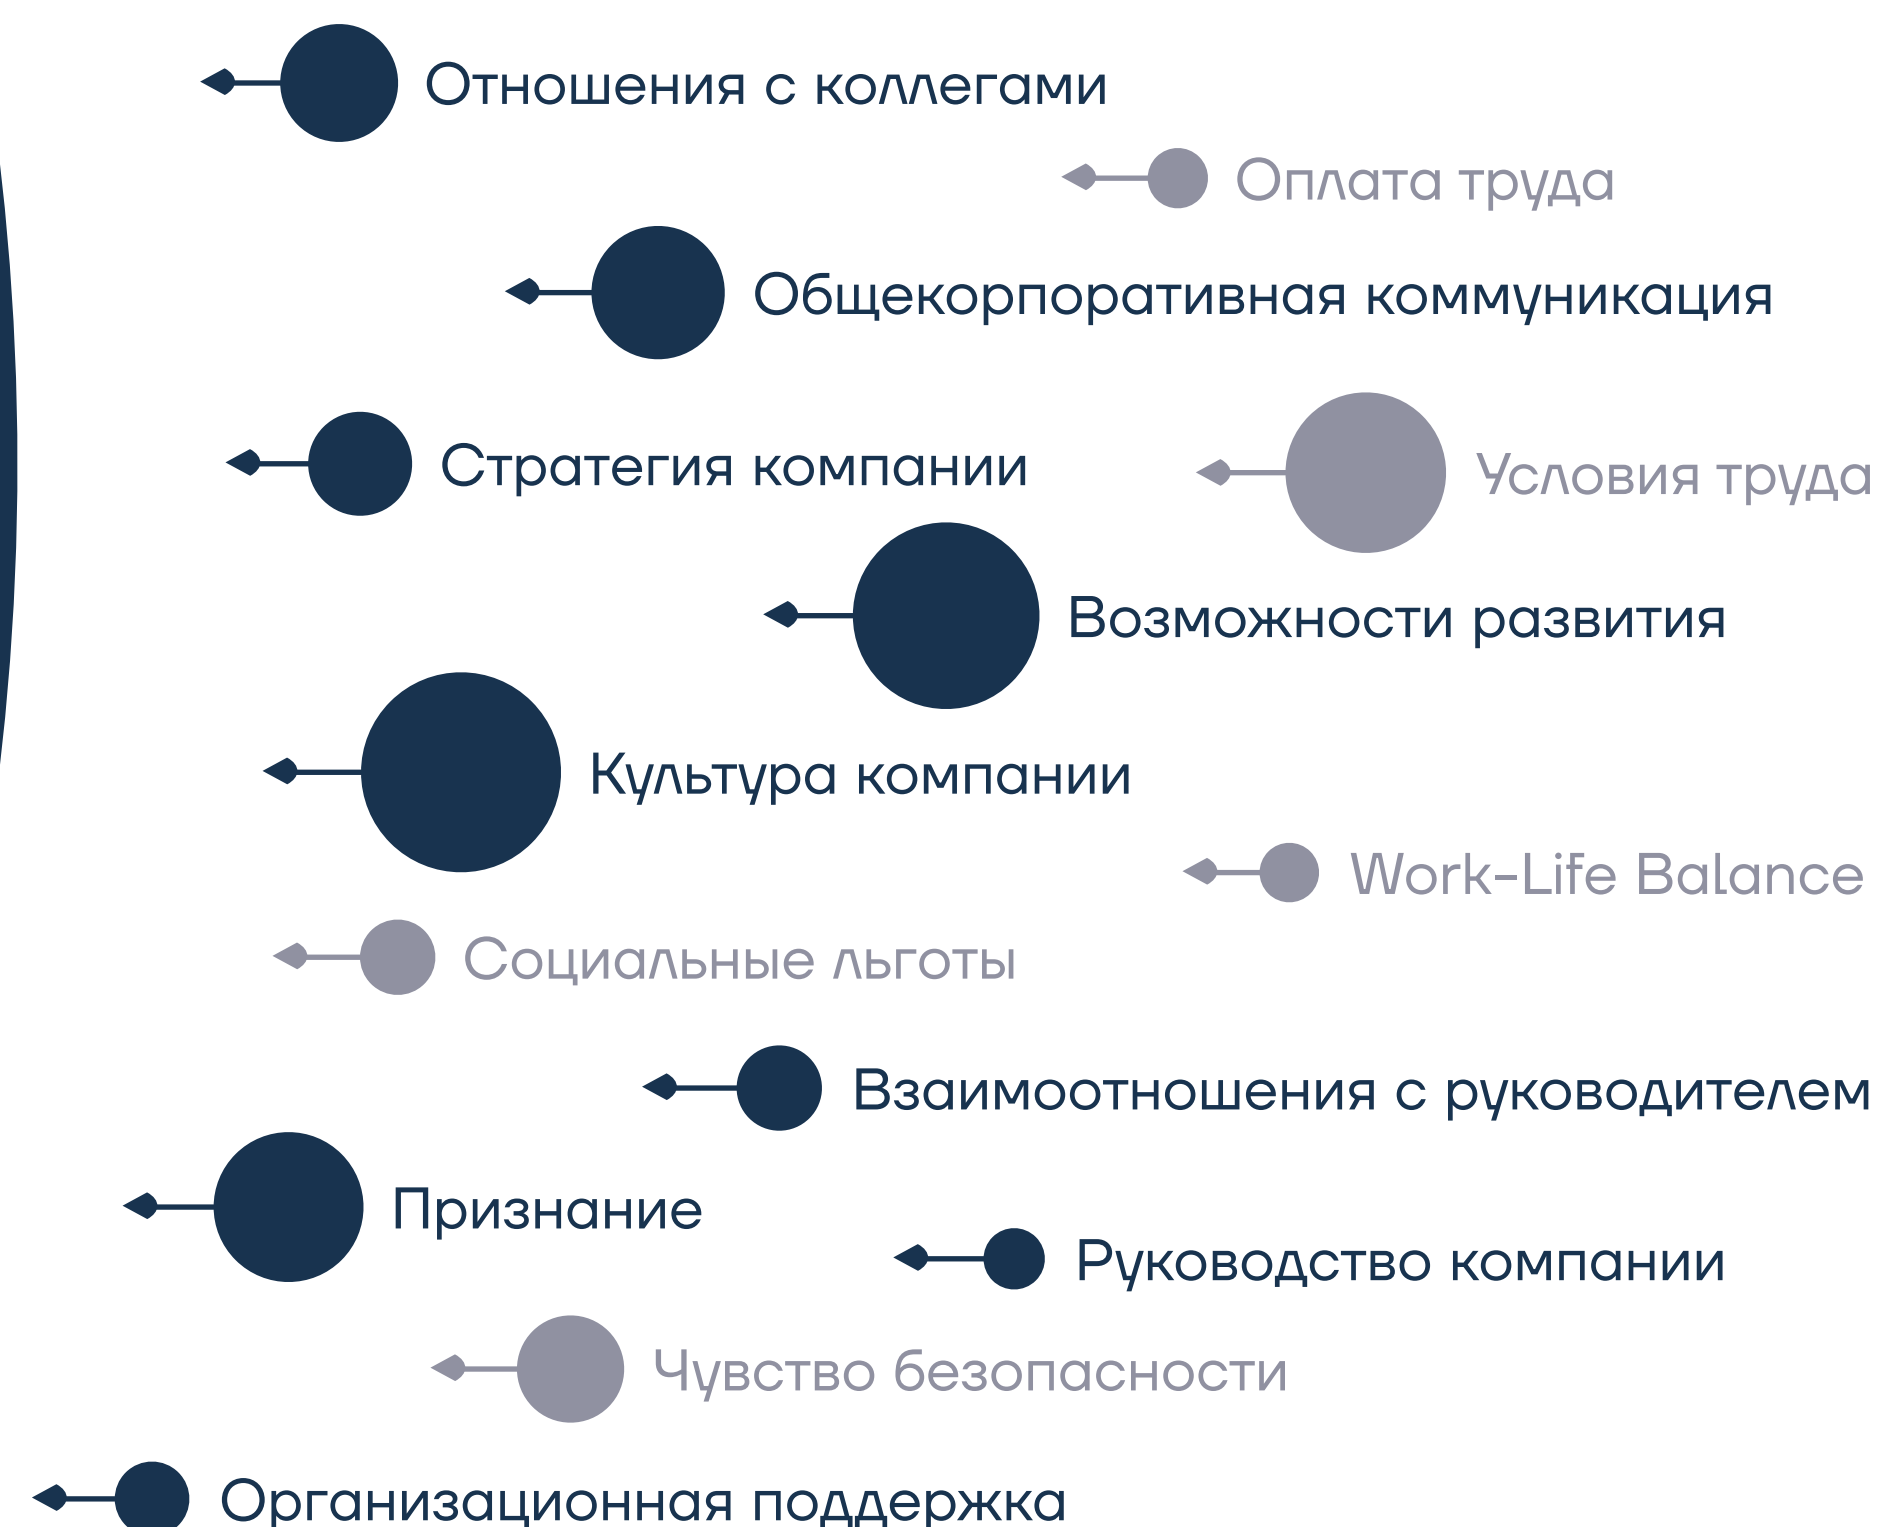 Отношения с коллегами
Оплата труда
Общекорпоративная коммуникация
Стратегия компании
Условия труда
Возможности развития
Культура компании
Work-Life Balance
Социальные льготы
Взаимоотношения с руководителем
Признание
Руководство компании
Чувство безопасности
Организационная поддержка